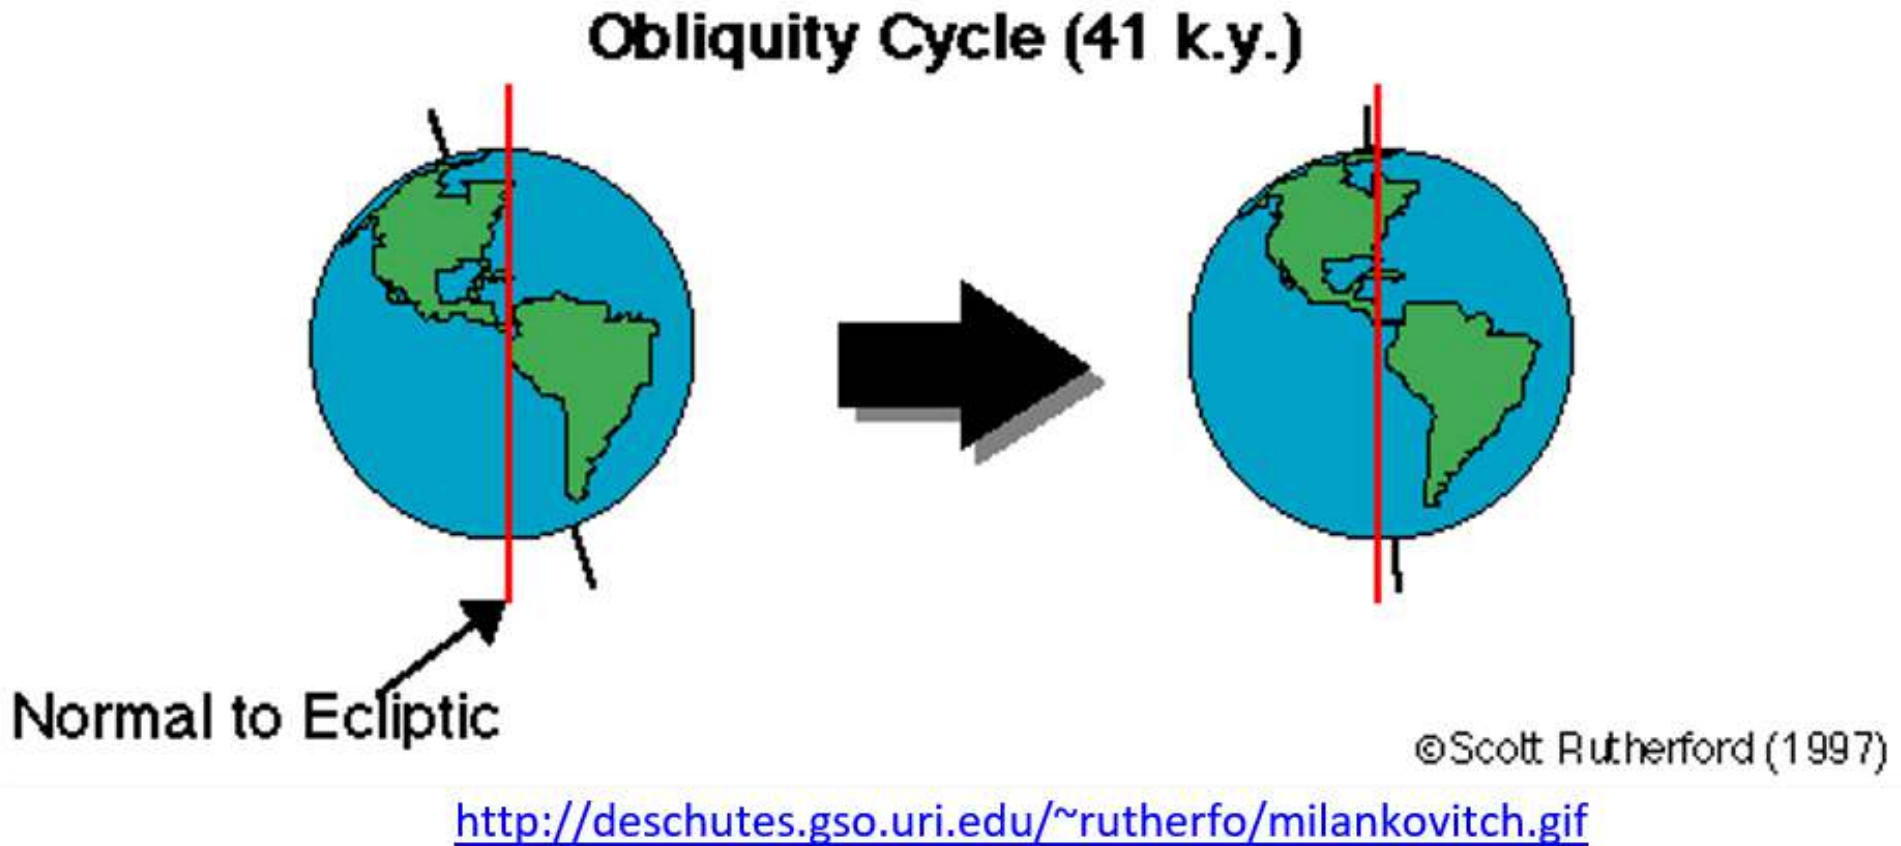 Obliquity Cycle (41 k.y.)
Normal to Ecliptic
©Scott Rutherford (1997)
http://deschutes.gso.uri.edu/~rutherfo/milankovitch.gif